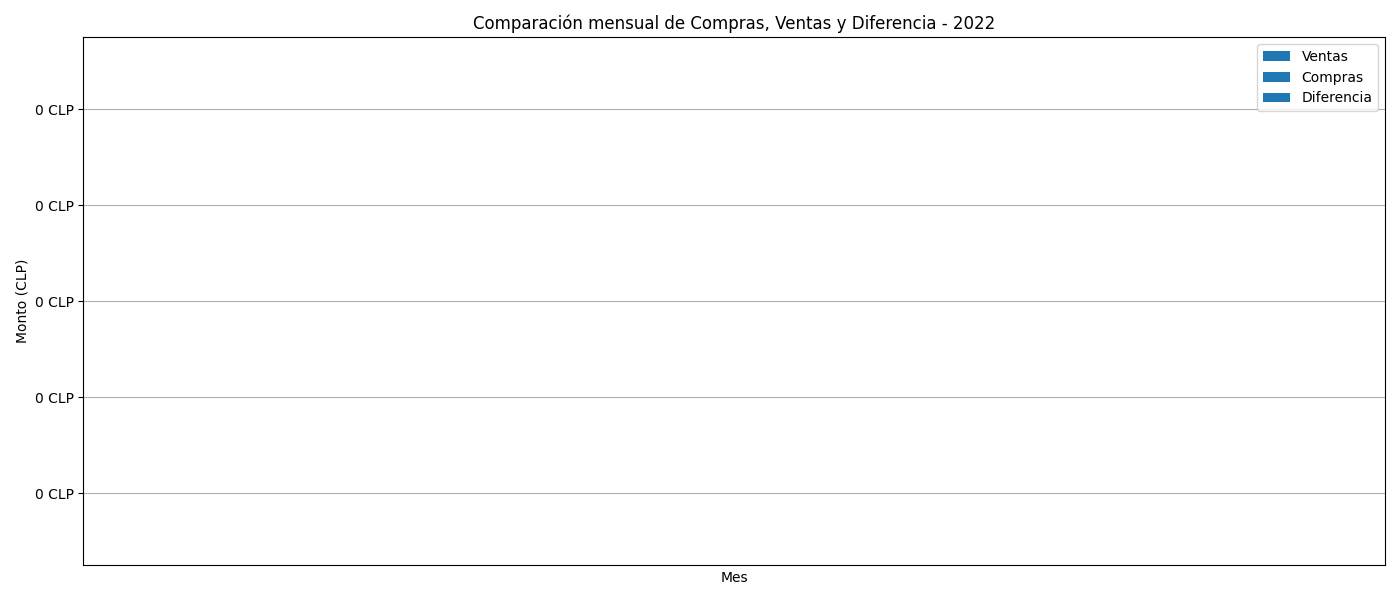 Comparación mensual de Compras, Ventas y Diferencia - 2022
Ventas
Compras
Diferencia
0 CLP
0 CLP
0 CLP
0 CLP
0 CLP
Monto (CLP)
Mes